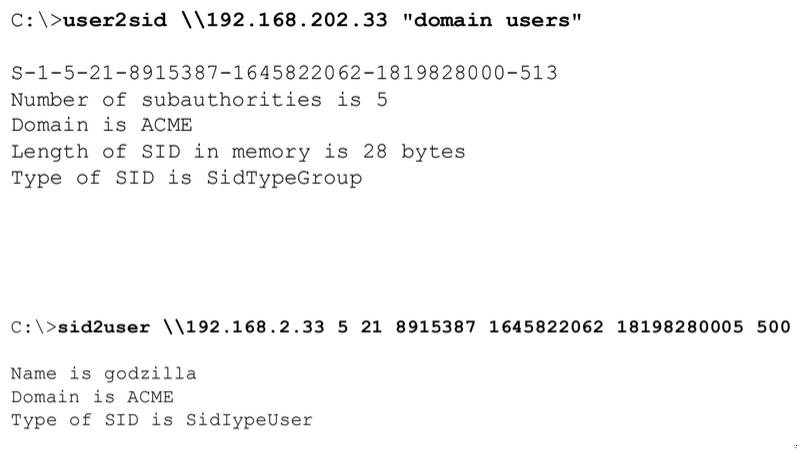 C:\>user2sid \\192.168.202.33 "domain users"
S-1-5-21-8915387-1645822062-1819828000-513
Number of subauthorities is 5
Domain is ACME
Length of SID in memory is 28 bytes
Type of SID is SidTypeGroup
C:\>sid2user \\192.168.2.33 5 21 8915387 1645822062 18198280005 500
Name is godzilla
Domain is ACME
Type of SID is SidIypeUser